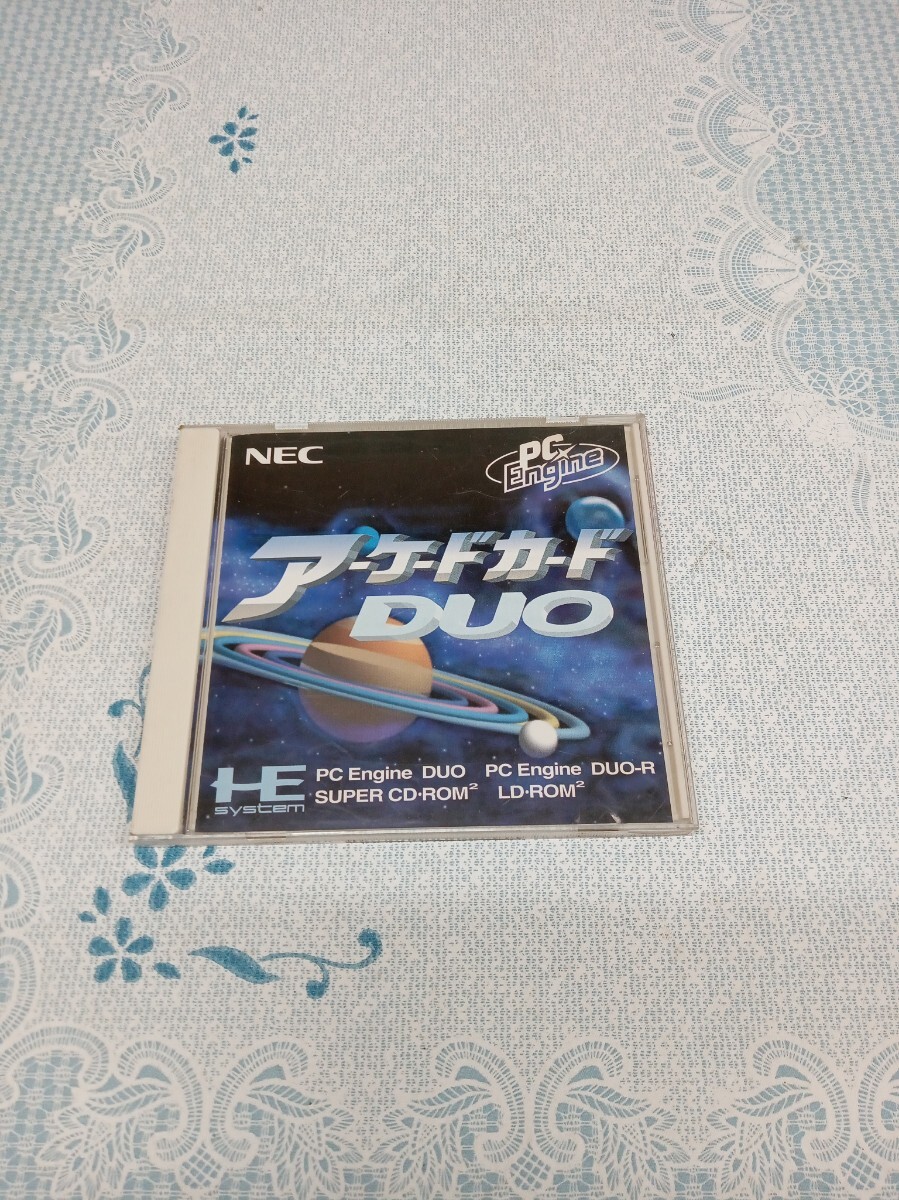 NEC
PC Engine
アーケードカード
DUO
HE system
PC Engine DUO PC Engine DUO-R
SUPER CD・ROM² LD・ROM²